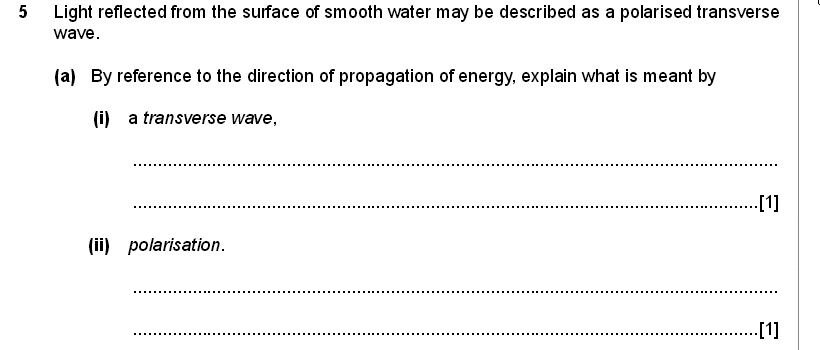 5 Light reflected from the surface of smooth water may be described as a polarised transverse
wave.
(a) By reference to the direction of propagation of energy, explain what is meant by
(i) a transverse wave,
..........................................................................................................................................
......................................................................................................................................[1]
(ii) polarisation.
..........................................................................................................................................
......................................................................................................................................[1]